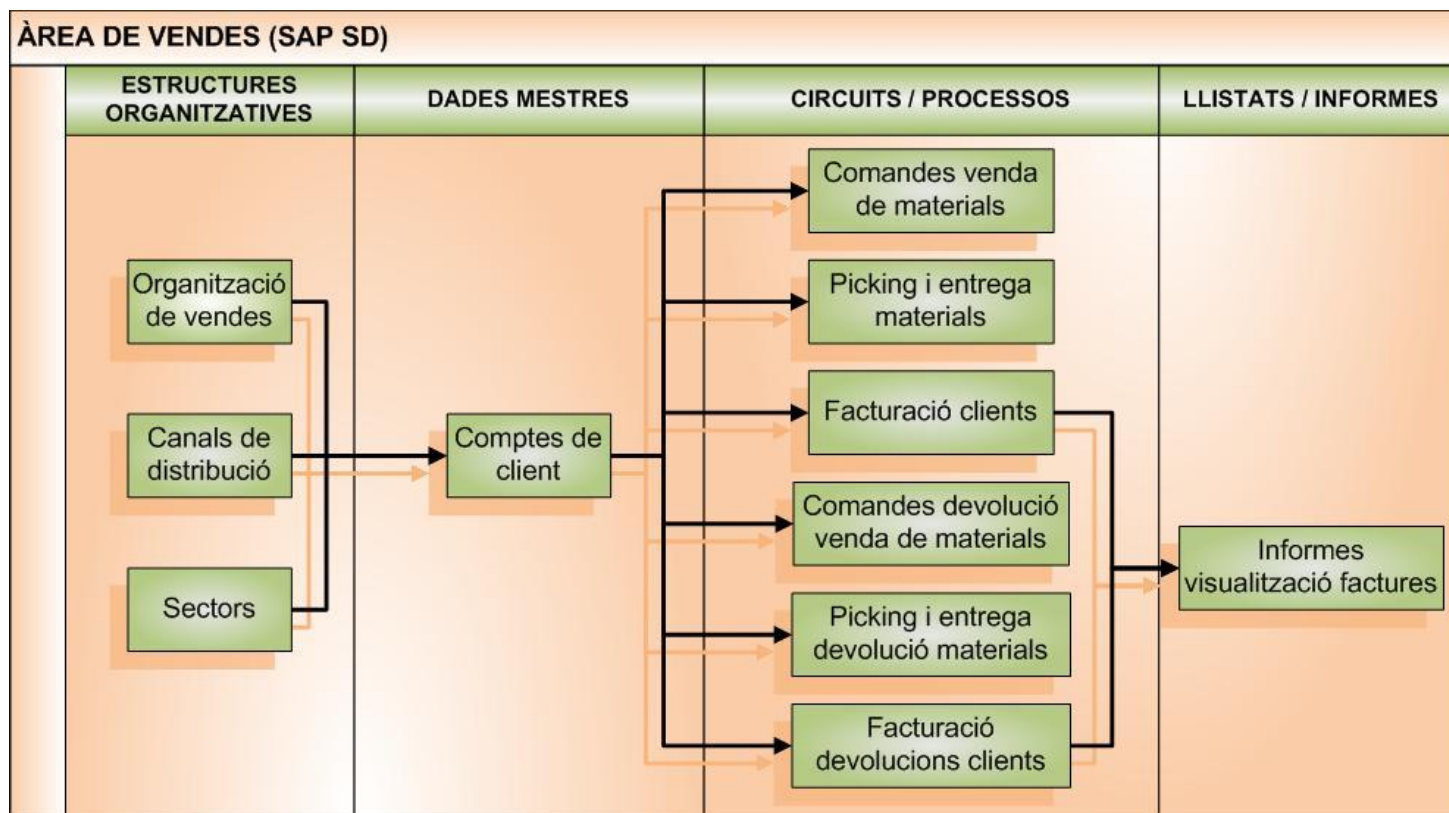 ÀREA DE VENDES (SAP SD)
ESTRUCTURES
ORGANITZATIVES
DADES MESTRES
CIRCUITS / PROCESSOS
LLISTATS / INFORMES
Organització
de vendes
Canals de
distribució
Sectors
Comptes de
client
Comandes venda
de materials
Picking i entrega
materials
Facturació clients
Comandes devolució
venda de materials
Picking i entrega
devolució materials
Facturació
devolucions clients
Informes
visualització factures